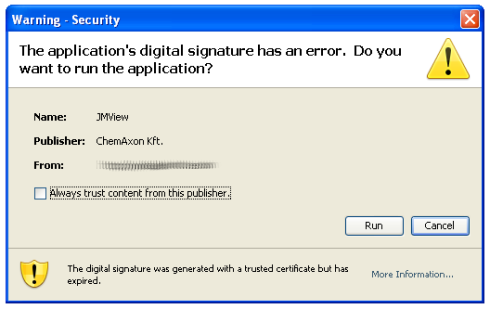 Warning - Security
The application's digital signature has an error. Do you
want to run the application?
Name: JMView
Publisher: ChemAxon Kft.
From:
Always trust content from this publisher.
Run Cancel
The digital signature was generated with a trusted certificate but has
expired.
More Information...